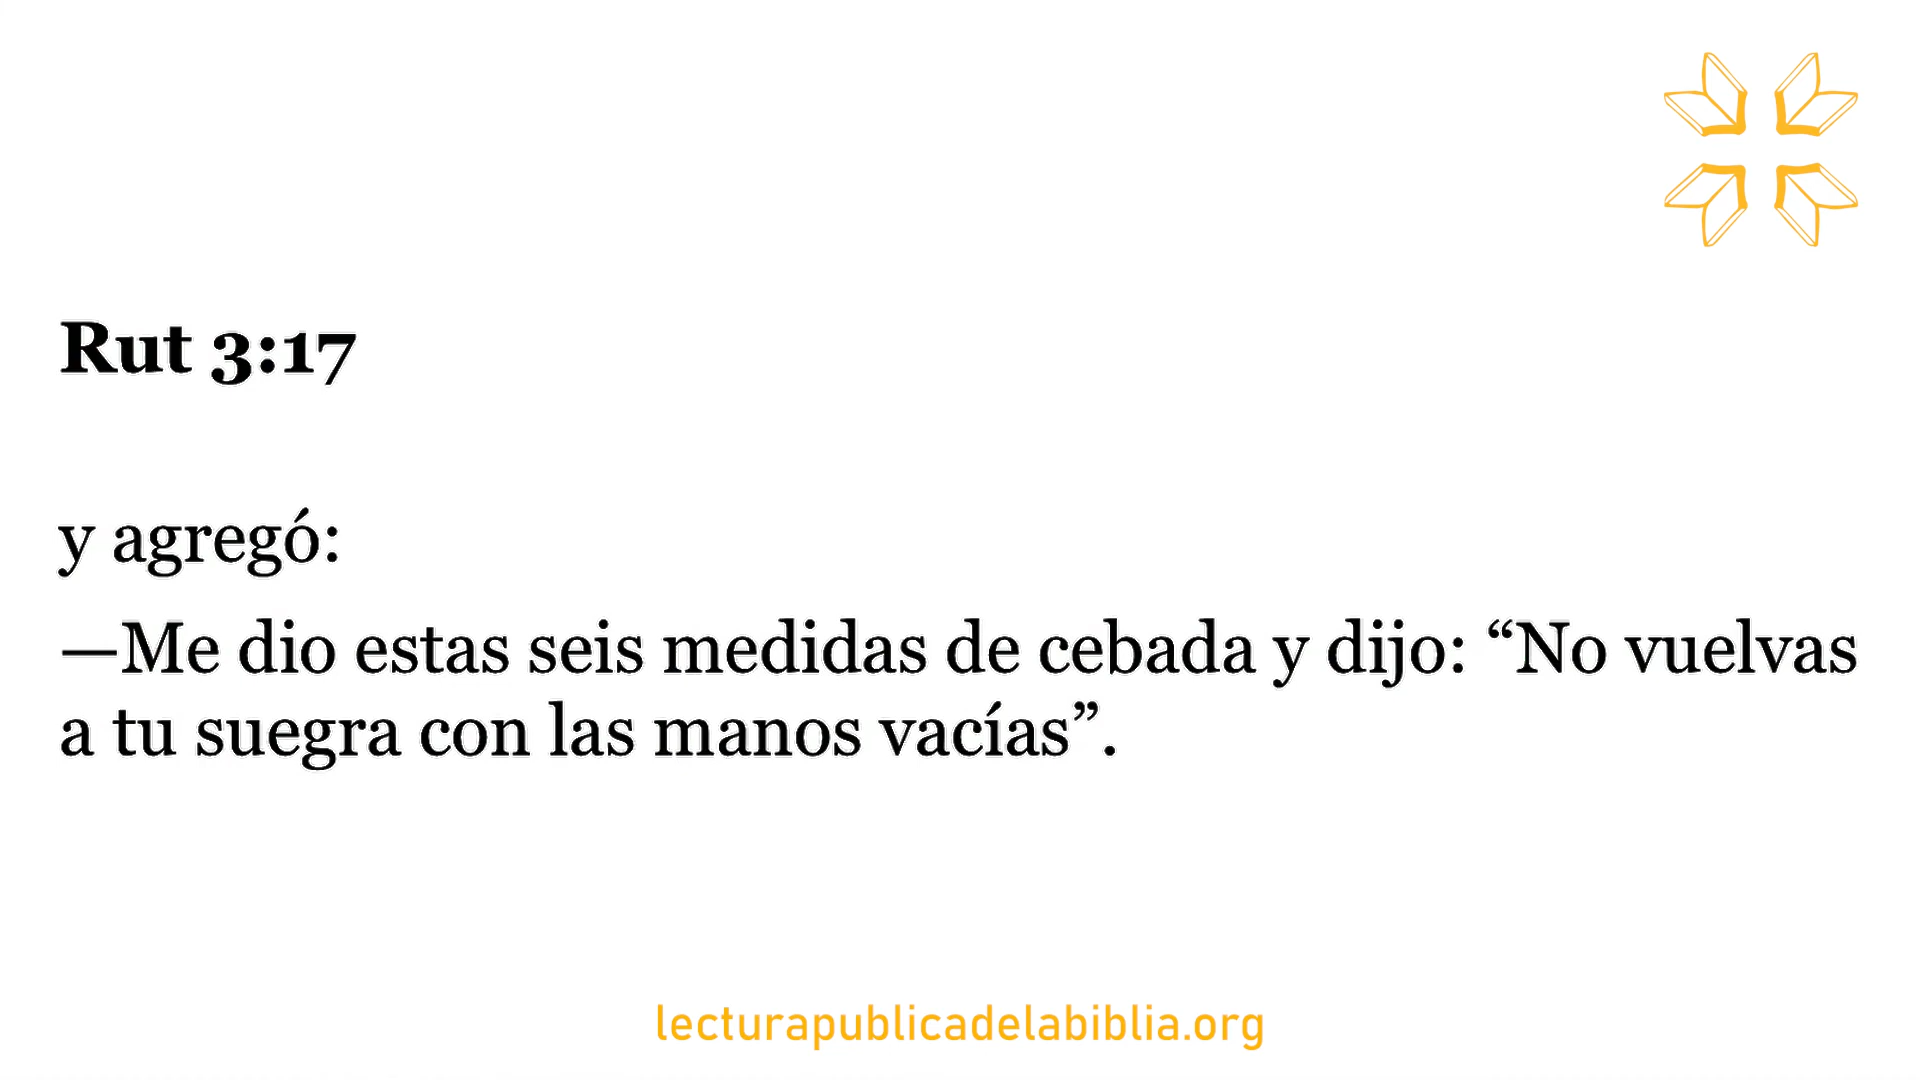 Rut 3:17
y agregó:
—Me dio estas seis medidas de cebada y dijo: “No vuelvas
a tu suegra con las manos vacías”.
lecturapublicadelabiblia.org